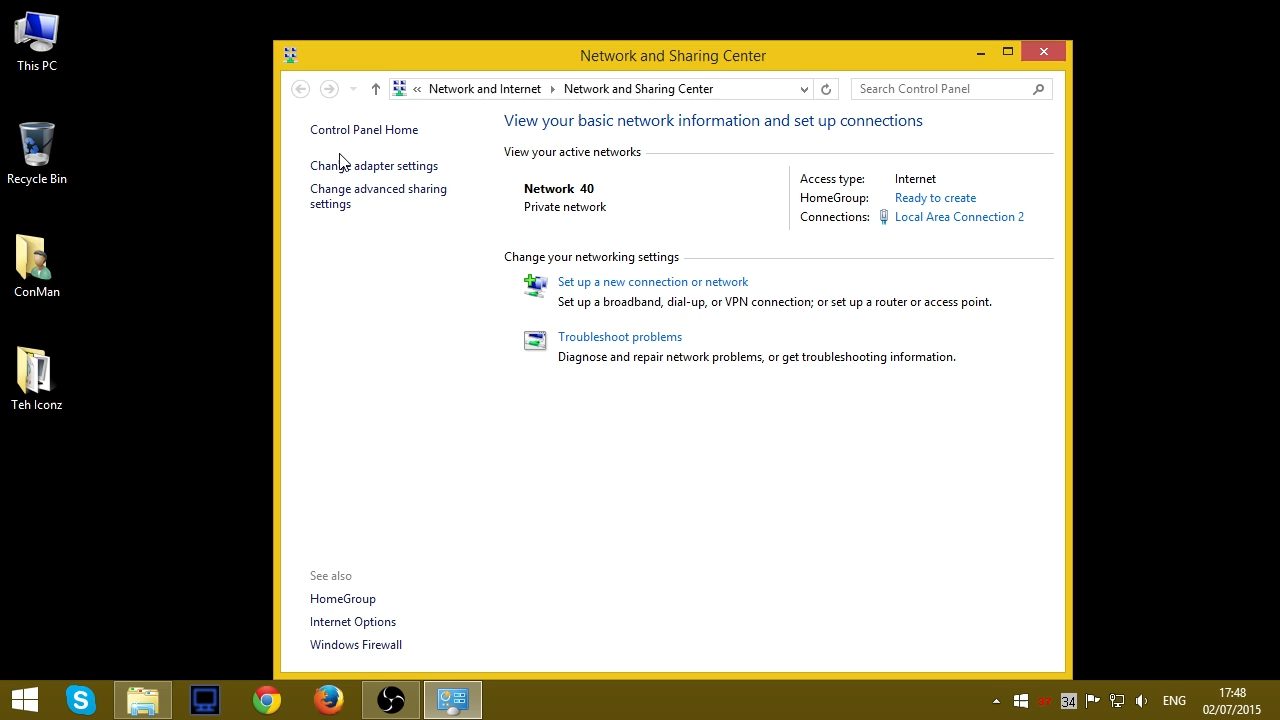 This PC
Recycle Bin
ConMan
Teh Iconz
Network and Sharing Center
« Network and Internet Network and Sharing Center
Search Control Panel
Control Panel Home
Change adapter settings
Change advanced sharing
settings
See also
HomeGroup
Internet Options
Windows Firewall
View your basic network information and set up connections
View your active networks
Network 40
Private network
Access type: Internet
HomeGroup: Ready to create
Connections: Local Area Connection 2
Change your networking settings
Set up a new connection or network
Set up a broadband, dial-up, or VPN connection; or set up a router or access point.
Troubleshoot problems
Diagnose and repair network problems, or get troubleshooting information.
34
ENG
17:48
02/07/2015